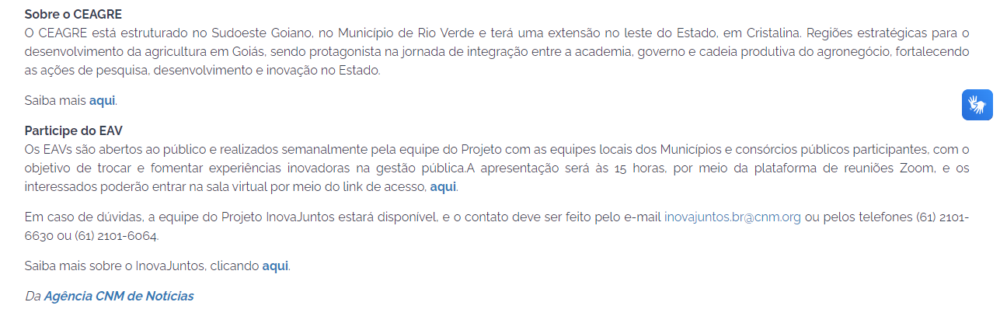 Sobre o CEAGRE
O CEAGRE está estruturado no Sudoeste Goiano, no Município de Rio Verde e terá uma extensão no leste do Estado, em Cristalina. Regiões estratégicas para o
desenvolvimento da agricultura em Goiás, sendo protagonista na jornada de integração entre a academia, governo e cadeia produtiva do agronegócio, fortalecendo
as ações de pesquisa, desenvolvimento e inovação no Estado.
Saiba mais aqui.
Participe do EAV
Os EAVs são abertos ao público e realizados semanalmente pela equipe do Projeto com as equipes locais dos Municípios e consórcios públicos participantes, com o
objetivo de trocar e fomentar experiências inovadoras na gestão pública.A apresentação será às 15 horas, por meio da plataforma de reuniões Zoom, e os
interessados poderão entrar na sala virtual por meio do link de acesso, aqui.
Em caso de dúvidas, a equipe do Projeto InovaJuntos estará disponível, e o contato deve ser feito pelo e-mail inovajuntos.br@cnm.org ou pelos telefones (61) 2101-
6630 ou (61) 2101-6064.
Saiba mais sobre o InovaJuntos, clicando aqui.
Da Agência CNM de Notícias